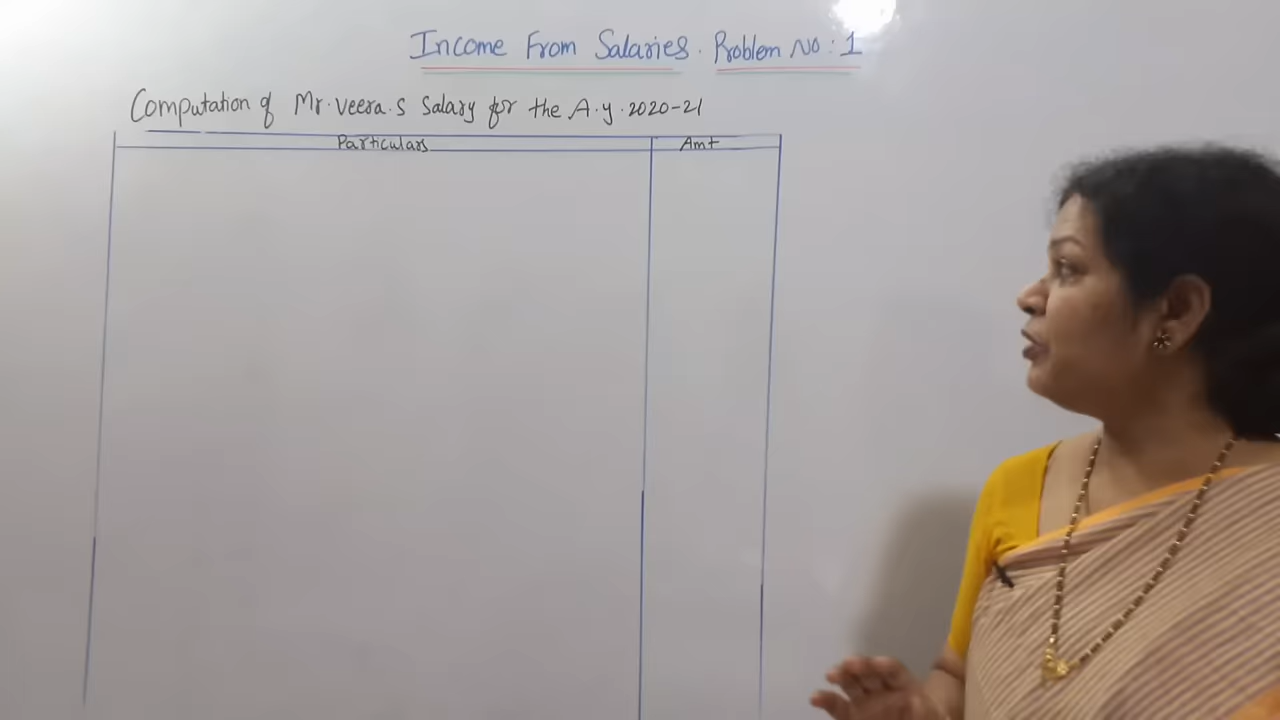 Income From Salaries. Problem No: 1
Computation of Mr. Veera.S Salary for the A.y. 2020-21
Particulars Amt